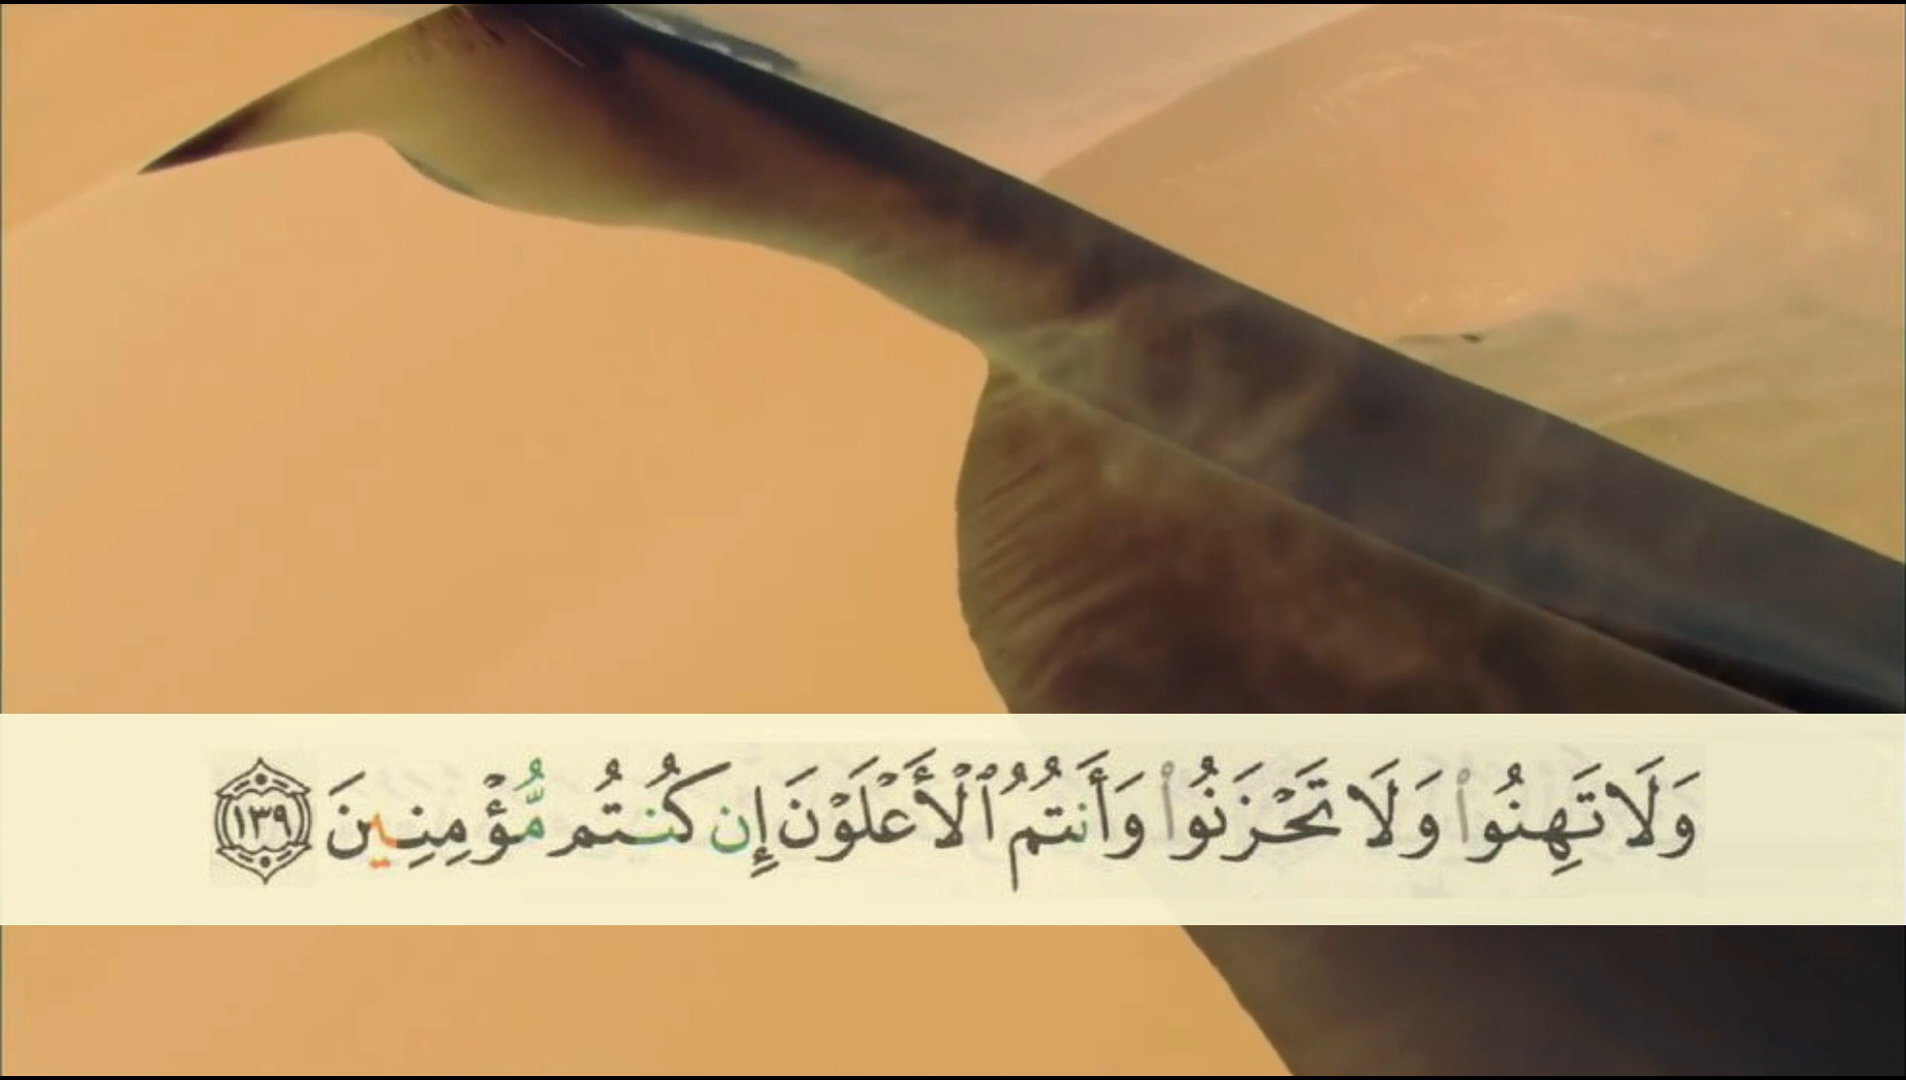 وَلَا تَهِنُوا۟ وَلَا تَحْزَنُوا۟ وَأَنتُمُ ٱلْأَعْلَوْنَ إِن كُنتُم مُّؤْمِنِينَ ١٣٩